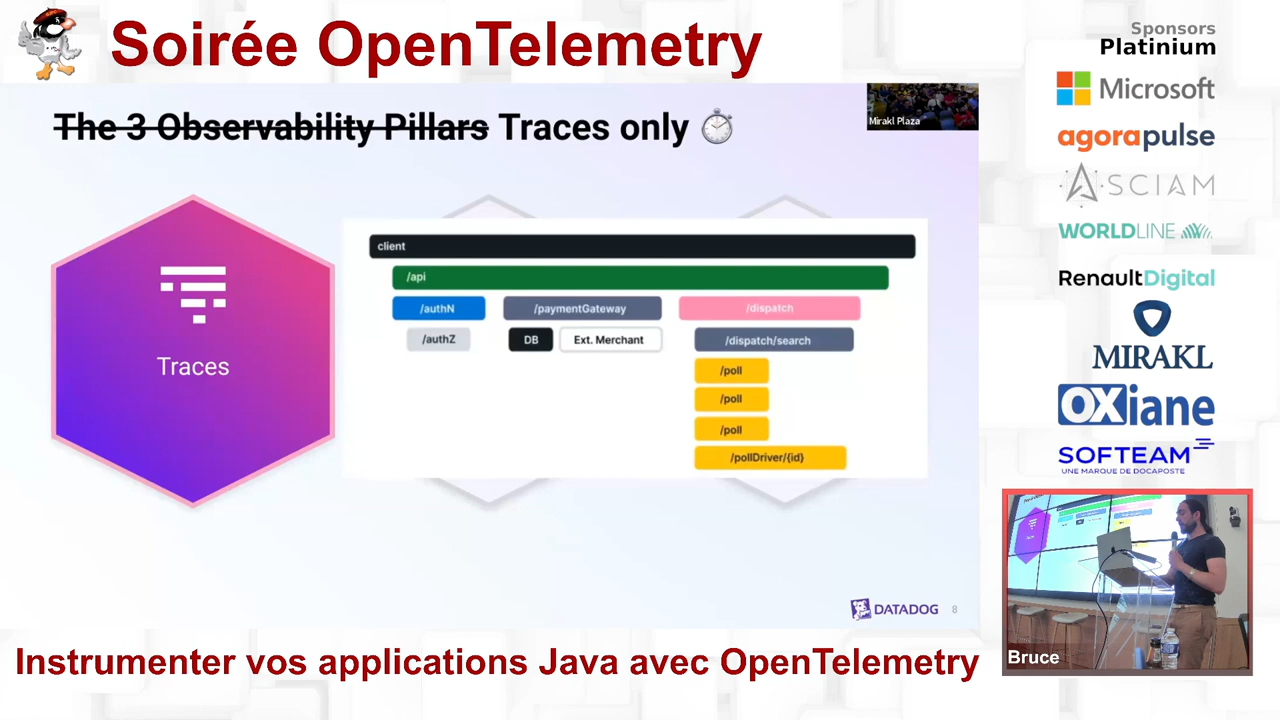 Soirée OpenTelemetry
The 3 Observability Pillars Traces only
Mirakl Plaza
Traces
client
/api
/authN
/paymentGateway
/dispatch
/authZ
DB
Ext. Merchant
/dispatch/search
/poll
/poll
/poll
/pollDriver/{id}
DATADOG
8
Instrumenter vos applications Java avec OpenTelemetry
Sponsors
Platinium
Microsoft
agorapulse
ASCIAM
WORLDLINE
RenaultDigital
MIRAKL
OXiane
SOFTEAM
UNE MARQUE DE DOCAPOSTE
Bruce